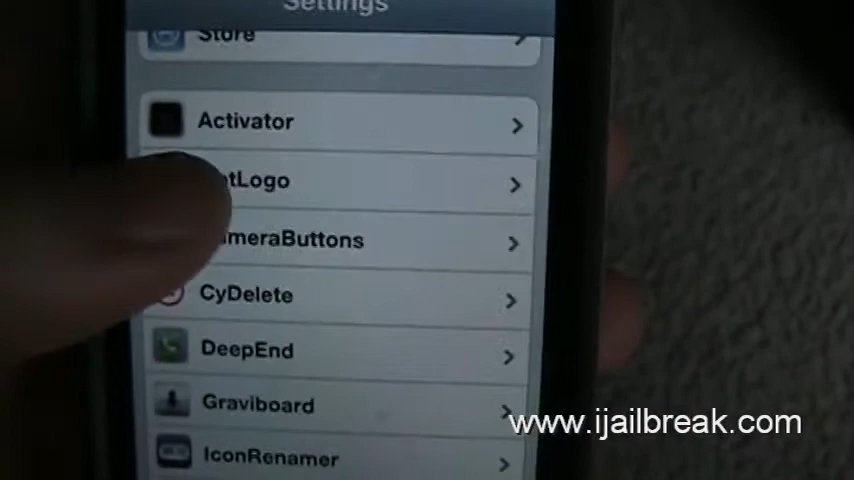 Settings
Store
Activator
tLogo
meraButtons
CyDelete
DeepEnd
Graviboard
IconRenamer
www.ijailbreak.com